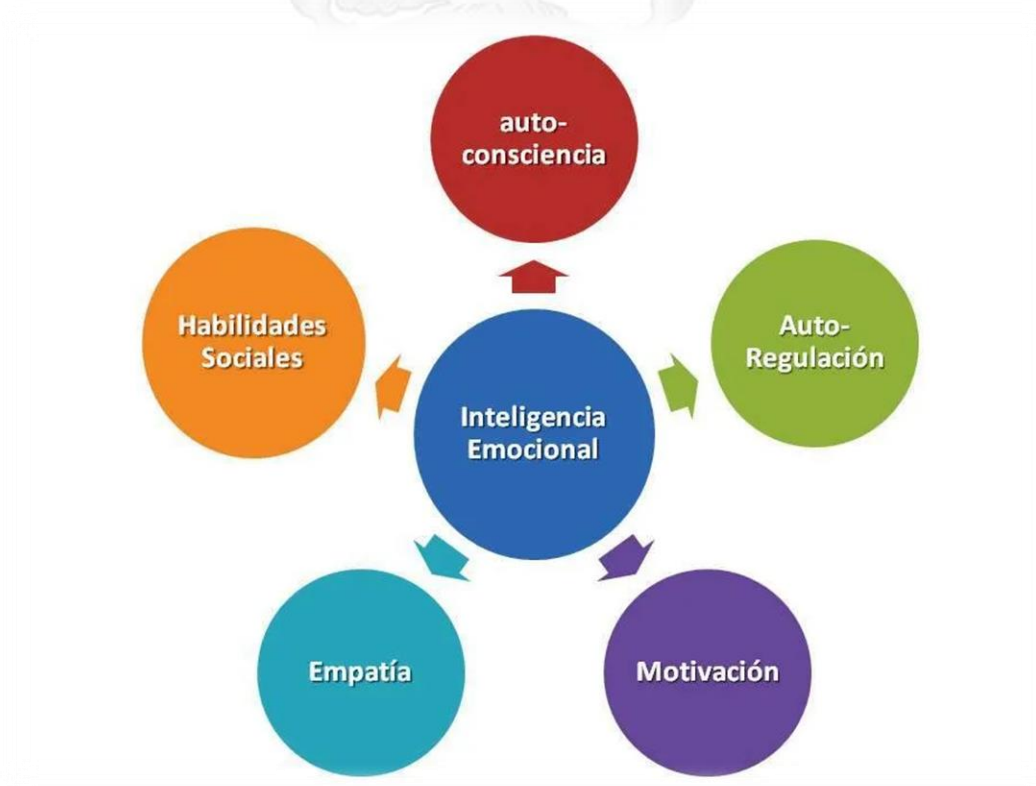 auto-
consciencia
Habilidades
Sociales
Auto-
Regulación
Inteligencia
Emocional
Empatía
Motivación